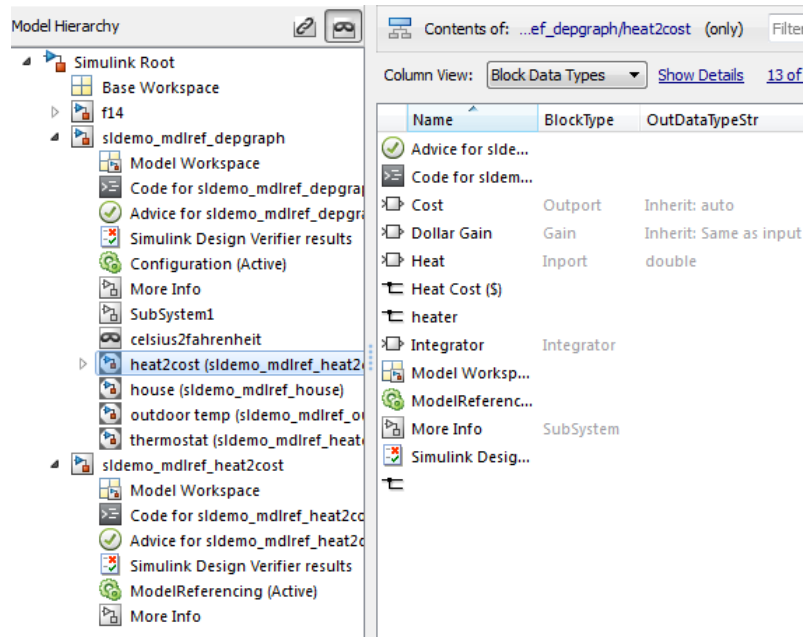 Model Hierarchy
Simulink Root
Base Workspace
f14
sldemo_mdlref_depgraph
Model Workspace
Code for sldemo_mdlref_depgra
Advice for sldemo_mdlref_depgra
Simulink Design Verifier results
Configuration (Active)
More Info
SubSystem1
celsius2fahrenheit
heat2cost (sldemo_mdlref_heat2
house (sldemo_mdlref_house)
outdoor temp (sldemo_mdlref_ou
thermostat (sldemo_mdlref_heate
sldemo_mdlref_heat2cost
Model Workspace
Code for sldemo_mdlref_heat2co
Advice for sldemo_mdlref_heat2c
Simulink Design Verifier results
ModelReferencing (Active)
More Info
Contents of: ...ef_depgraph/heat2cost (only) Filter
Column View: Block Data Types Show Details 13 of
Name BlockType OutDataTypeStr
Advice for slde...
Code for sldem...
Cost Outport Inherit: auto
Dollar Gain Gain Inherit: Same as input
Heat Inport double
Heat Cost ($)
heater
Integrator Integrator
Model Worksp...
ModelReferenc...
More Info SubSystem
Simulink Desig...